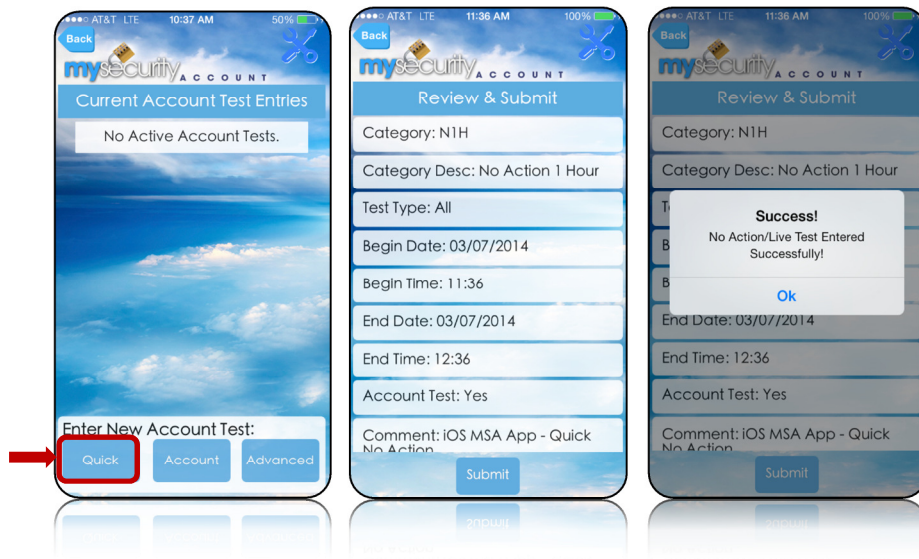 AT&T LTE 10:37 AM 50%
Back
mysecurity
ACCOUNT
Current Account Test Entries
No Active Account Tests.
Enter New Account Test:
Quick Account Advanced
AT&T LTE 11:36 AM 100%
Back
mysecurity
ACCOUNT
Review & Submit
Category: N1H
Category Desc: No Action 1 Hour
Test Type: All
Begin Date: 03/07/2014
Begin Time: 11:36
End Date: 03/07/2014
End Time: 12:36
Account Test: Yes
Comment: iOS MSA App - Quick
No Action
Submit
AT&T LTE 11:36 AM 100%
Back
mysecurity
ACCOUNT
Review & Submit
Category: N1H
Category Desc: No Action 1 Hour
Success!
No Action/Live Test Entered
Successfully!
Ok
End Date: 03/07/2014
End Time: 12:36
Account Test: Yes
Comment: iOS MSA App - Quick
No Action
Submit